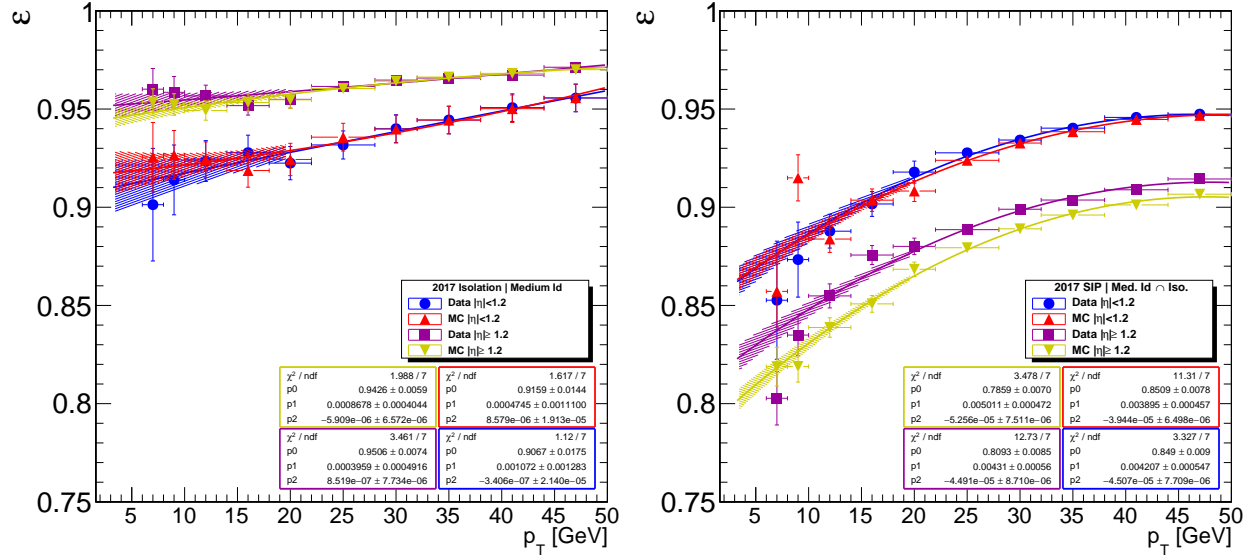 ε
1
0.95
0.9
0.85
0.8
0.75
2017 Isolation | Medium Id
Data |η|<1.2
MC |η|<1.2
Data |η|≥ 1.2
MC |η|≥ 1.2
χ² / ndf 1.988 / 7
p0 0.9426 ± 0.0059
p1 0.0008678 ± 0.0004044
p2 −5.909e−06 ± 6.572e−06
χ² / ndf 1.617 / 7
p0 0.9159 ± 0.0144
p1 0.0004745 ± 0.0011100
p2 8.579e−06 ± 1.913e−05
χ² / ndf 3.461 / 7
p0 0.9506 ± 0.0074
p1 0.0003959 ± 0.0004916
p2 8.519e−07 ± 7.734e−06
χ² / ndf 1.12 / 7
p0 0.9067 ± 0.0175
p1 0.001072 ± 0.001283
p2 −3.406e−07 ± 2.140e−05
5 10 15 20 25 30 35 40 45 50
p_T [GeV]
ε
1
0.95
0.9
0.85
0.8
0.75
2017 SIP | Med. Id ∩ Iso.
Data |η|<1.2
MC |η|<1.2
Data |η|≥ 1.2
MC |η|≥ 1.2
χ² / ndf 3.478 / 7
p0 0.7859 ± 0.0070
p1 0.005011 ± 0.000472
p2 −5.256e−05 ± 7.511e−06
χ² / ndf 11.31 / 7
p0 0.8509 ± 0.0078
p1 0.003895 ± 0.000457
p2 −3.944e−05 ± 6.498e−06
χ² / ndf 12.73 / 7
p0 0.8093 ± 0.0085
p1 0.00431 ± 0.00056
p2 −4.491e−05 ± 8.710e−06
χ² / ndf 3.327 / 7
p0 0.849 ± 0.009
p1 0.004207 ± 0.000547
p2 −4.507e−05 ± 7.709e−06
5 10 15 20 25 30 35 40 45 50
p_T [GeV]